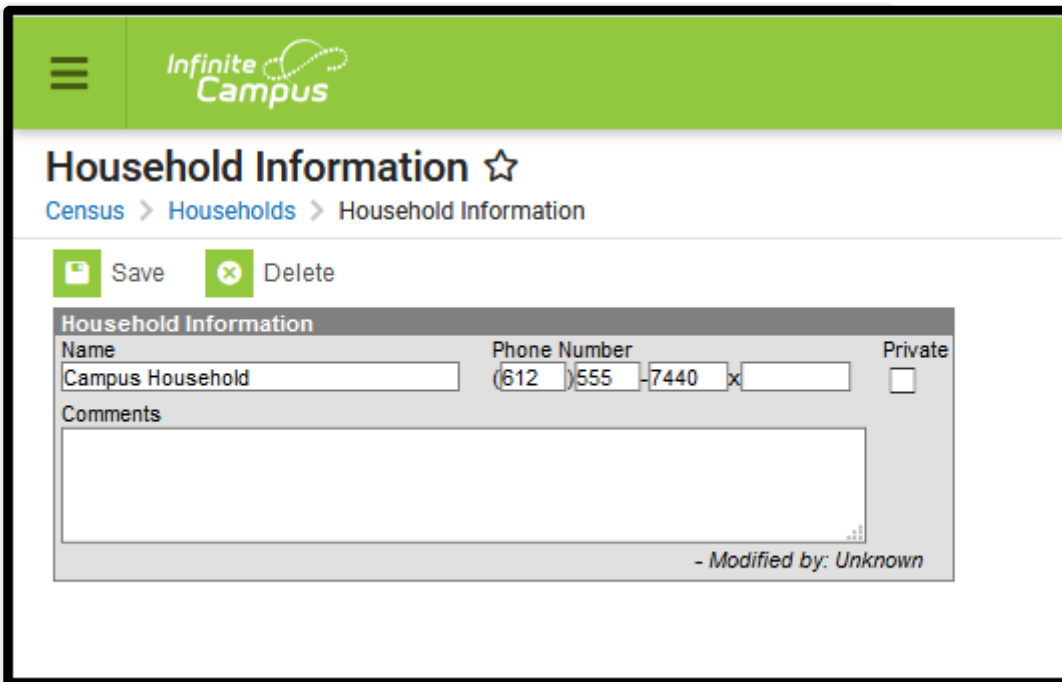 Infinite
Campus
Household Information
Census > Households > Household Information
Save Delete
Household Information
Name Phone Number Private
Campus Household (612 )555 -7440 x
Comments
- Modified by: Unknown